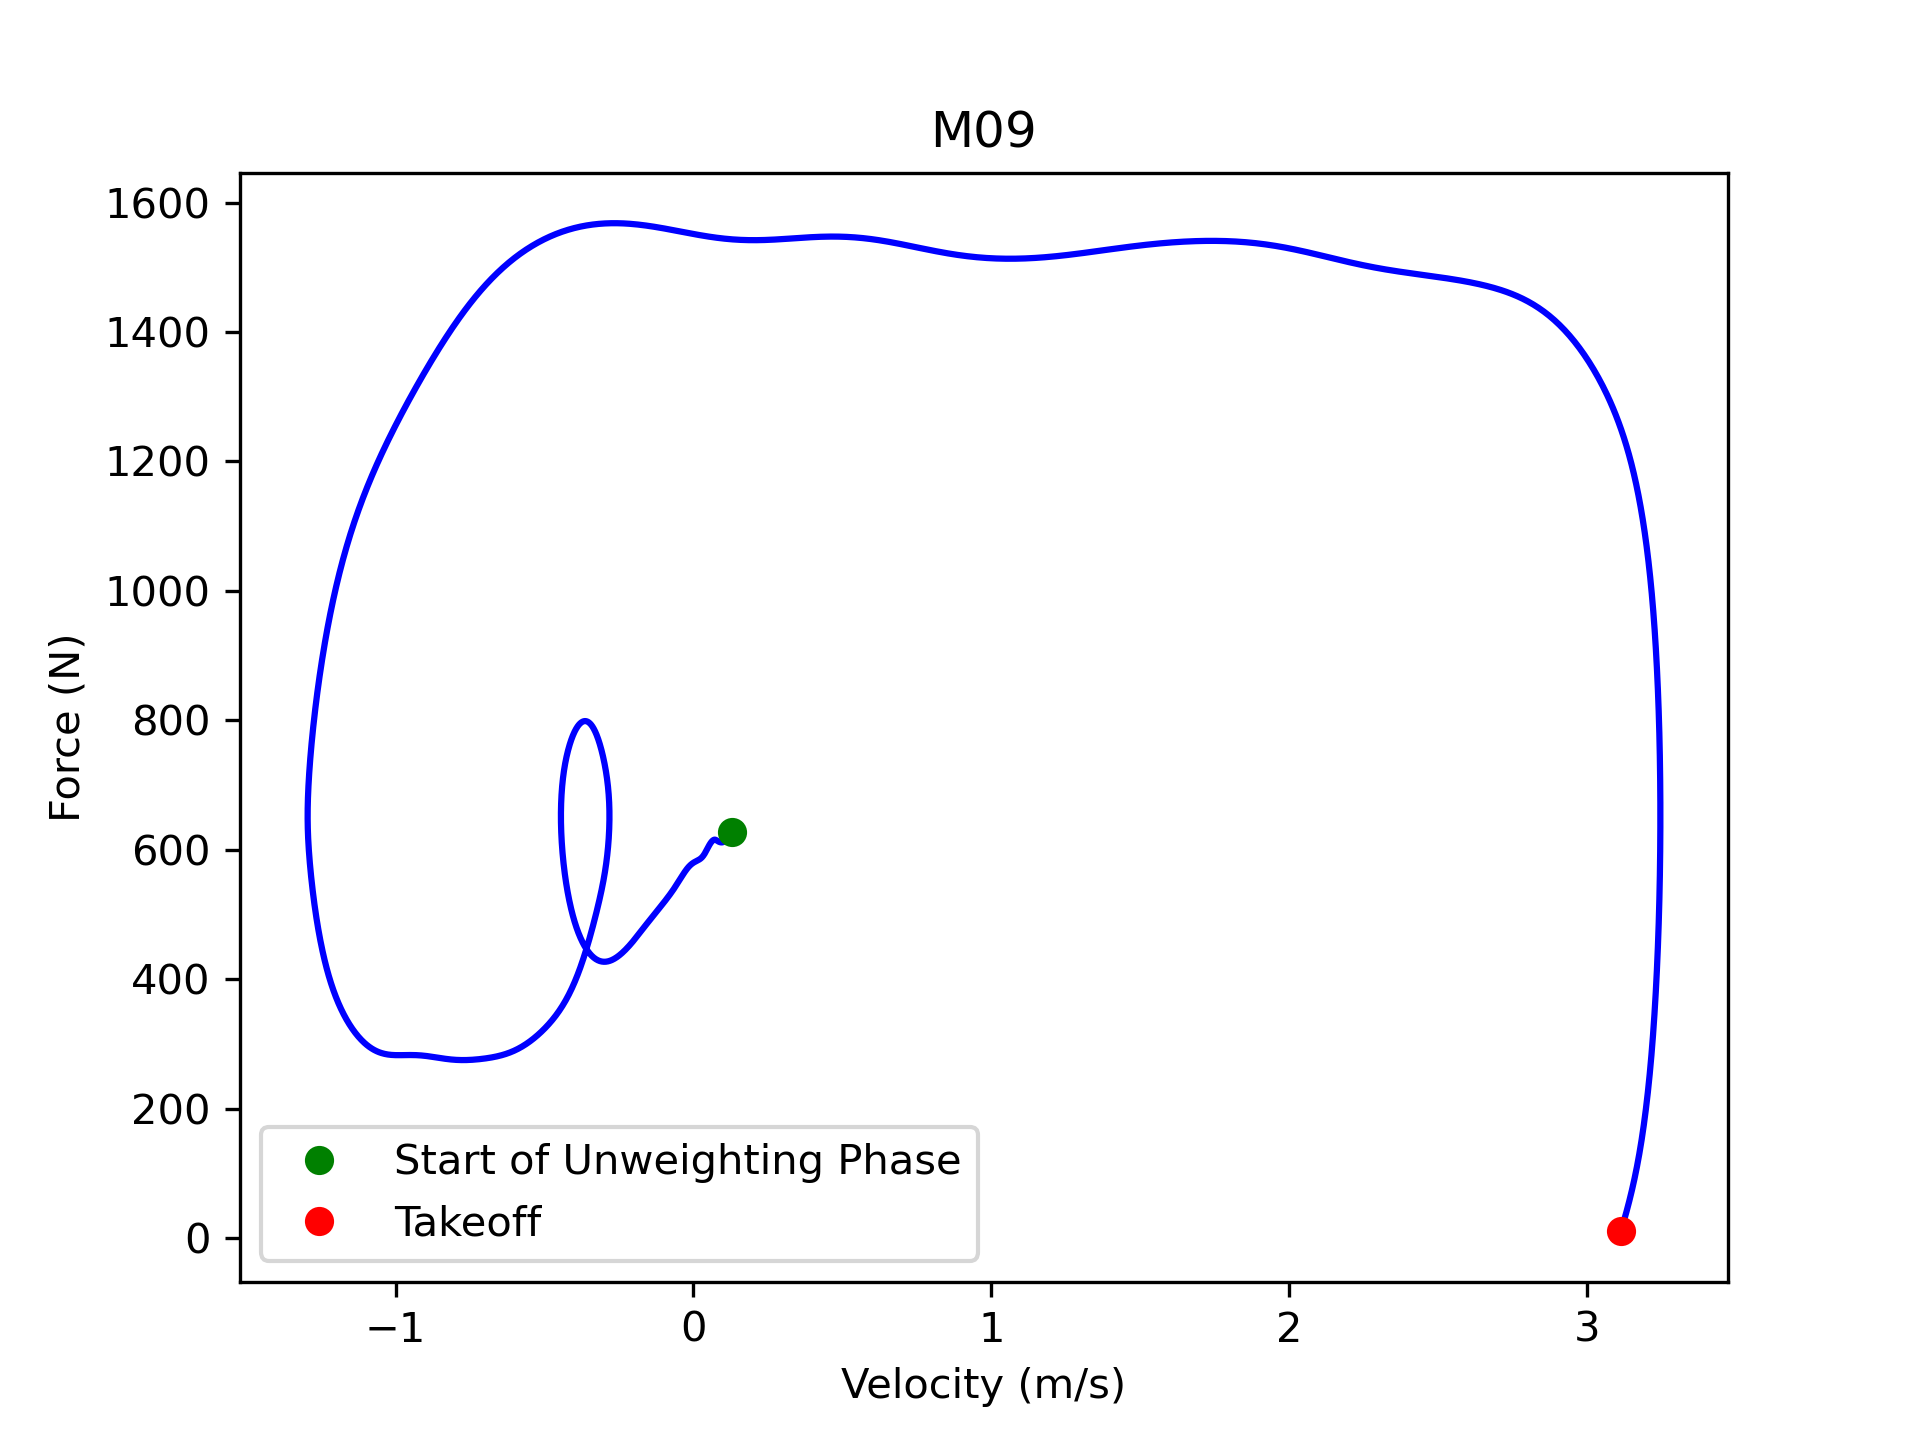 M09
1600
1400
1200
1000
800
600
400
200
0
Force (N)
Start of Unweighting Phase
Takeoff
−1 0 1 2 3
Velocity (m/s)